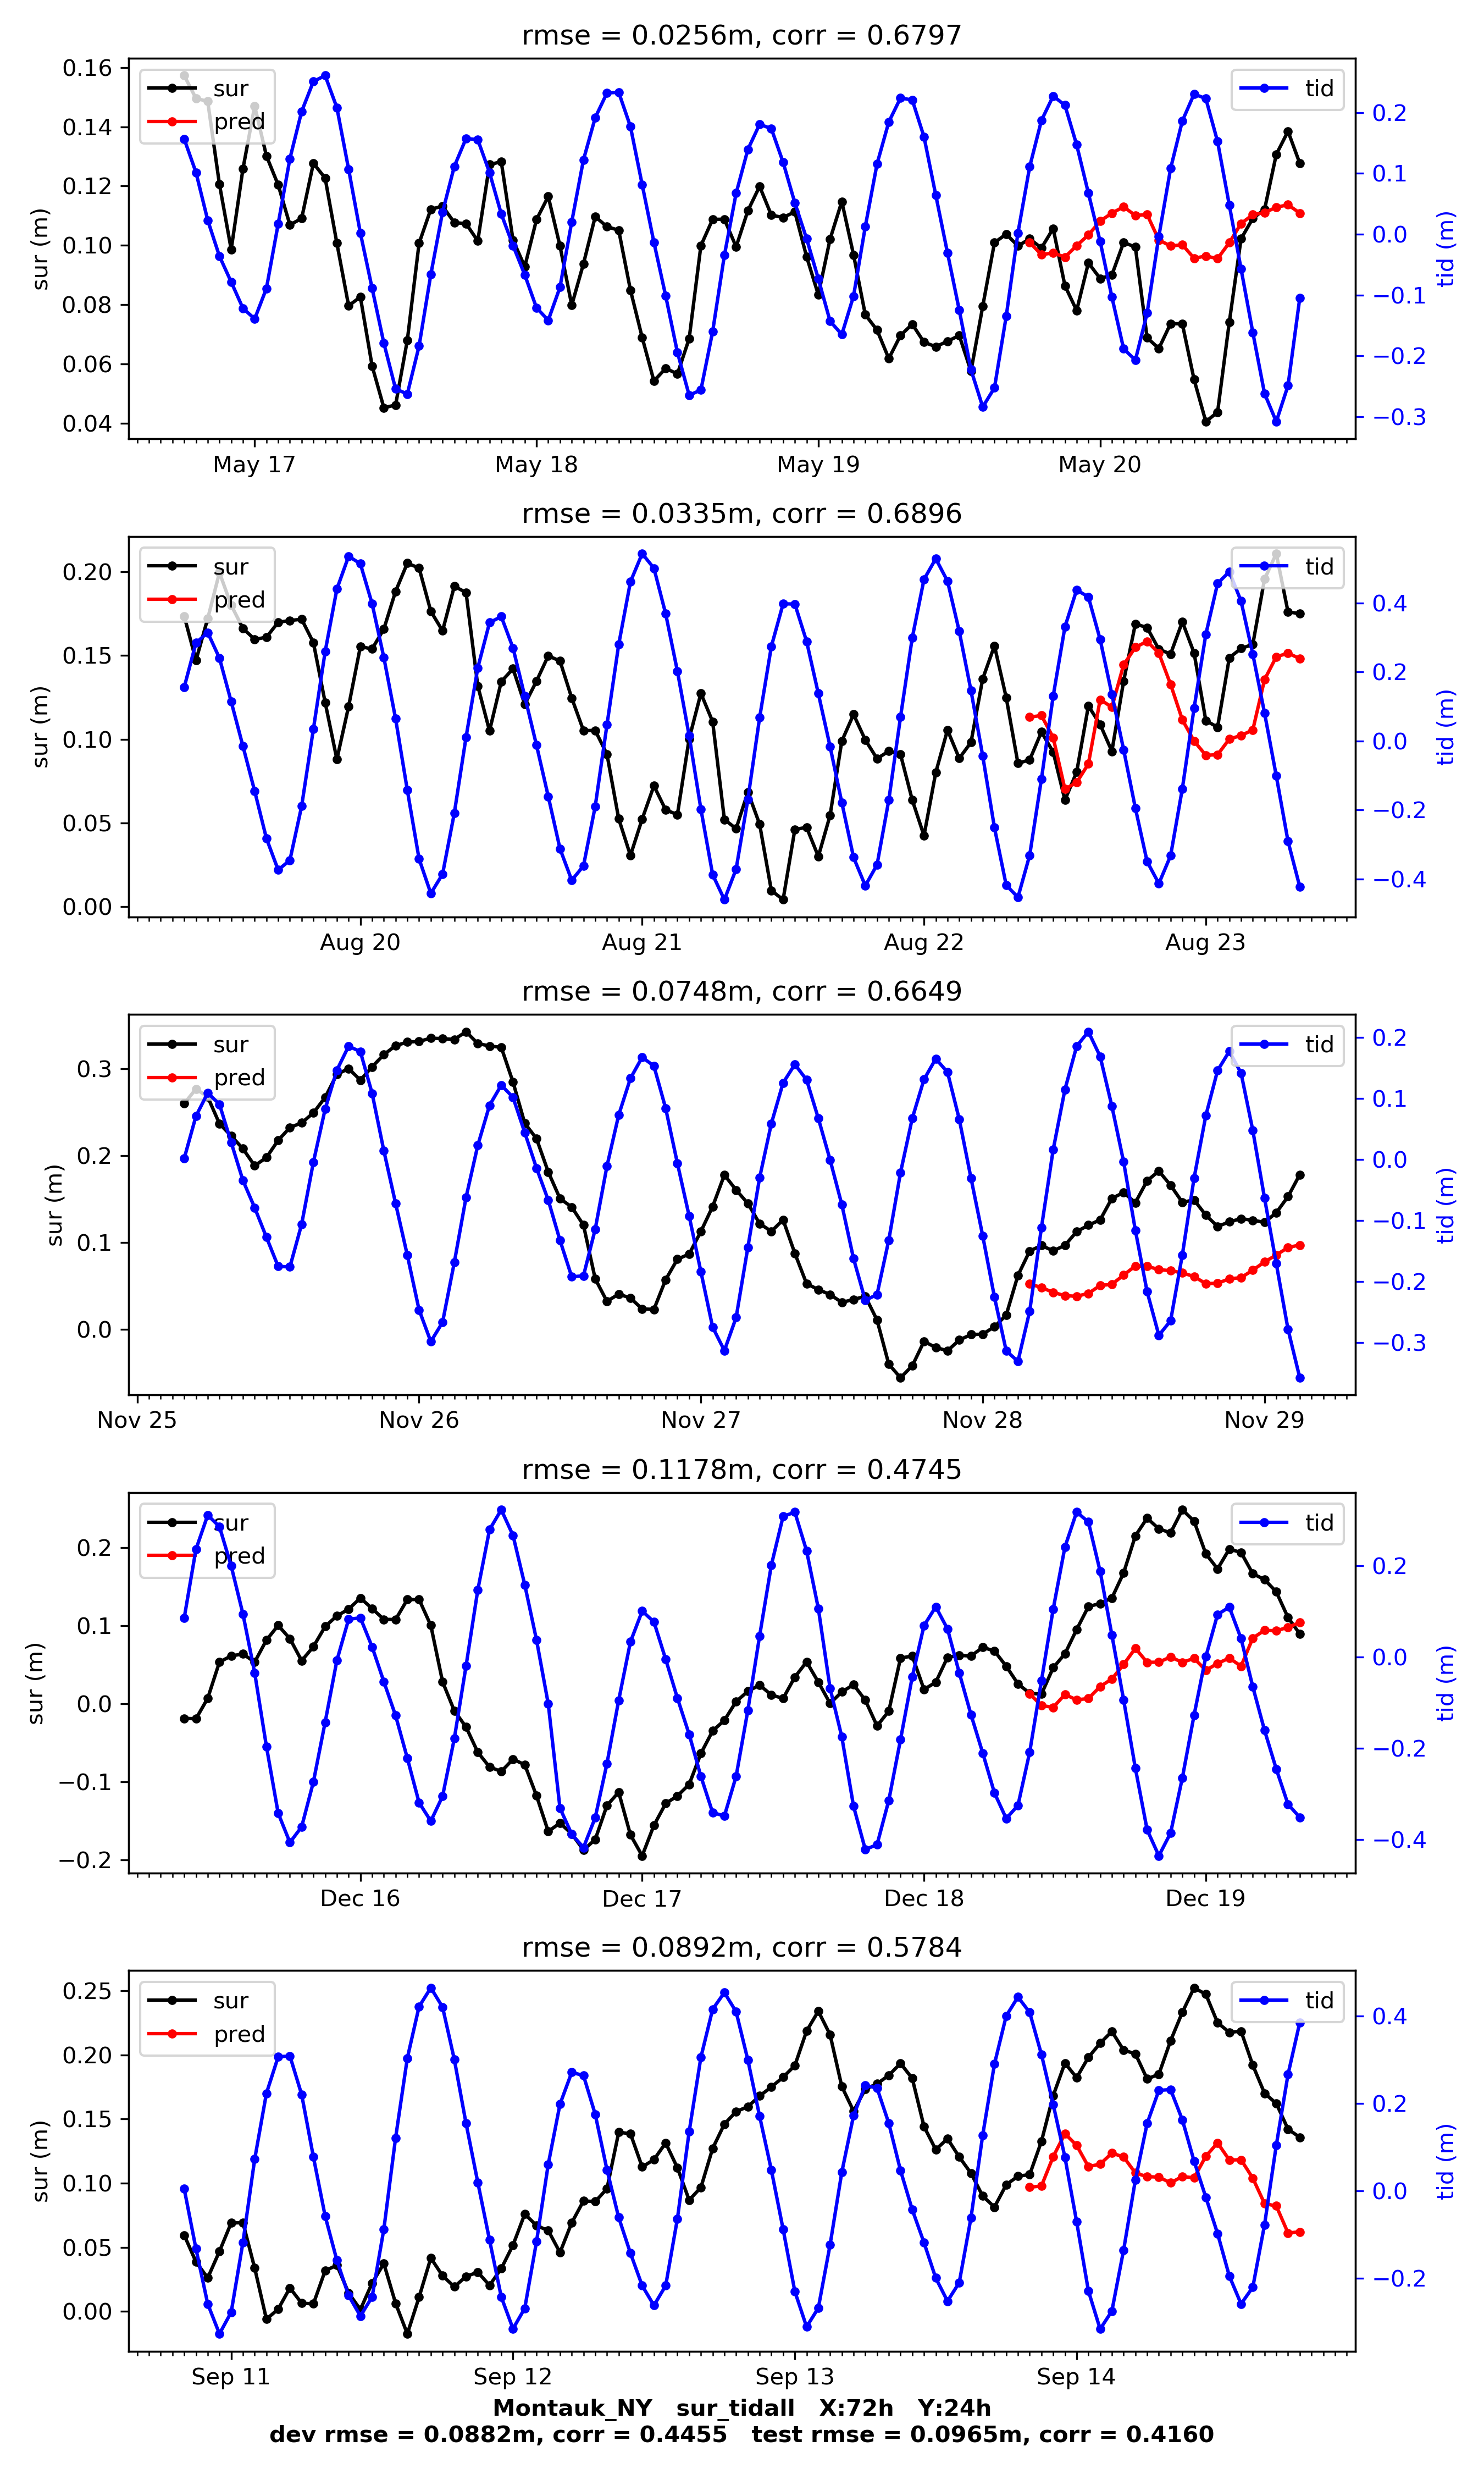 rmse = 0.0256m, corr = 0.6797
0.16
0.14
0.12
0.10
0.08
0.06
0.04
sur (m)
sur
pred
tid
0.2
0.1
0.0
−0.1
−0.2
−0.3
tid (m)
May 17 May 18 May 19 May 20
rmse = 0.0335m, corr = 0.6896
0.20
0.15
0.10
0.05
0.00
sur (m)
sur
pred
tid
0.4
0.2
0.0
−0.2
−0.4
tid (m)
Aug 20 Aug 21 Aug 22 Aug 23
rmse = 0.0748m, corr = 0.6649
0.3
0.2
0.1
0.0
sur (m)
sur
pred
tid
0.2
0.1
0.0
−0.1
−0.2
−0.3
tid (m)
Nov 25 Nov 26 Nov 27 Nov 28 Nov 29
rmse = 0.1178m, corr = 0.4745
0.2
0.1
0.0
−0.1
−0.2
sur (m)
sur
pred
tid
0.2
0.0
−0.2
−0.4
tid (m)
Dec 16 Dec 17 Dec 18 Dec 19
rmse = 0.0892m, corr = 0.5784
0.25
0.20
0.15
0.10
0.05
0.00
sur (m)
sur
pred
tid
0.4
0.2
0.0
−0.2
tid (m)
Sep 11 Sep 12 Sep 13 Sep 14
Montauk_NY sur_tidall X:72h Y:24h
dev rmse = 0.0882m, corr = 0.4455 test rmse = 0.0965m, corr = 0.4160